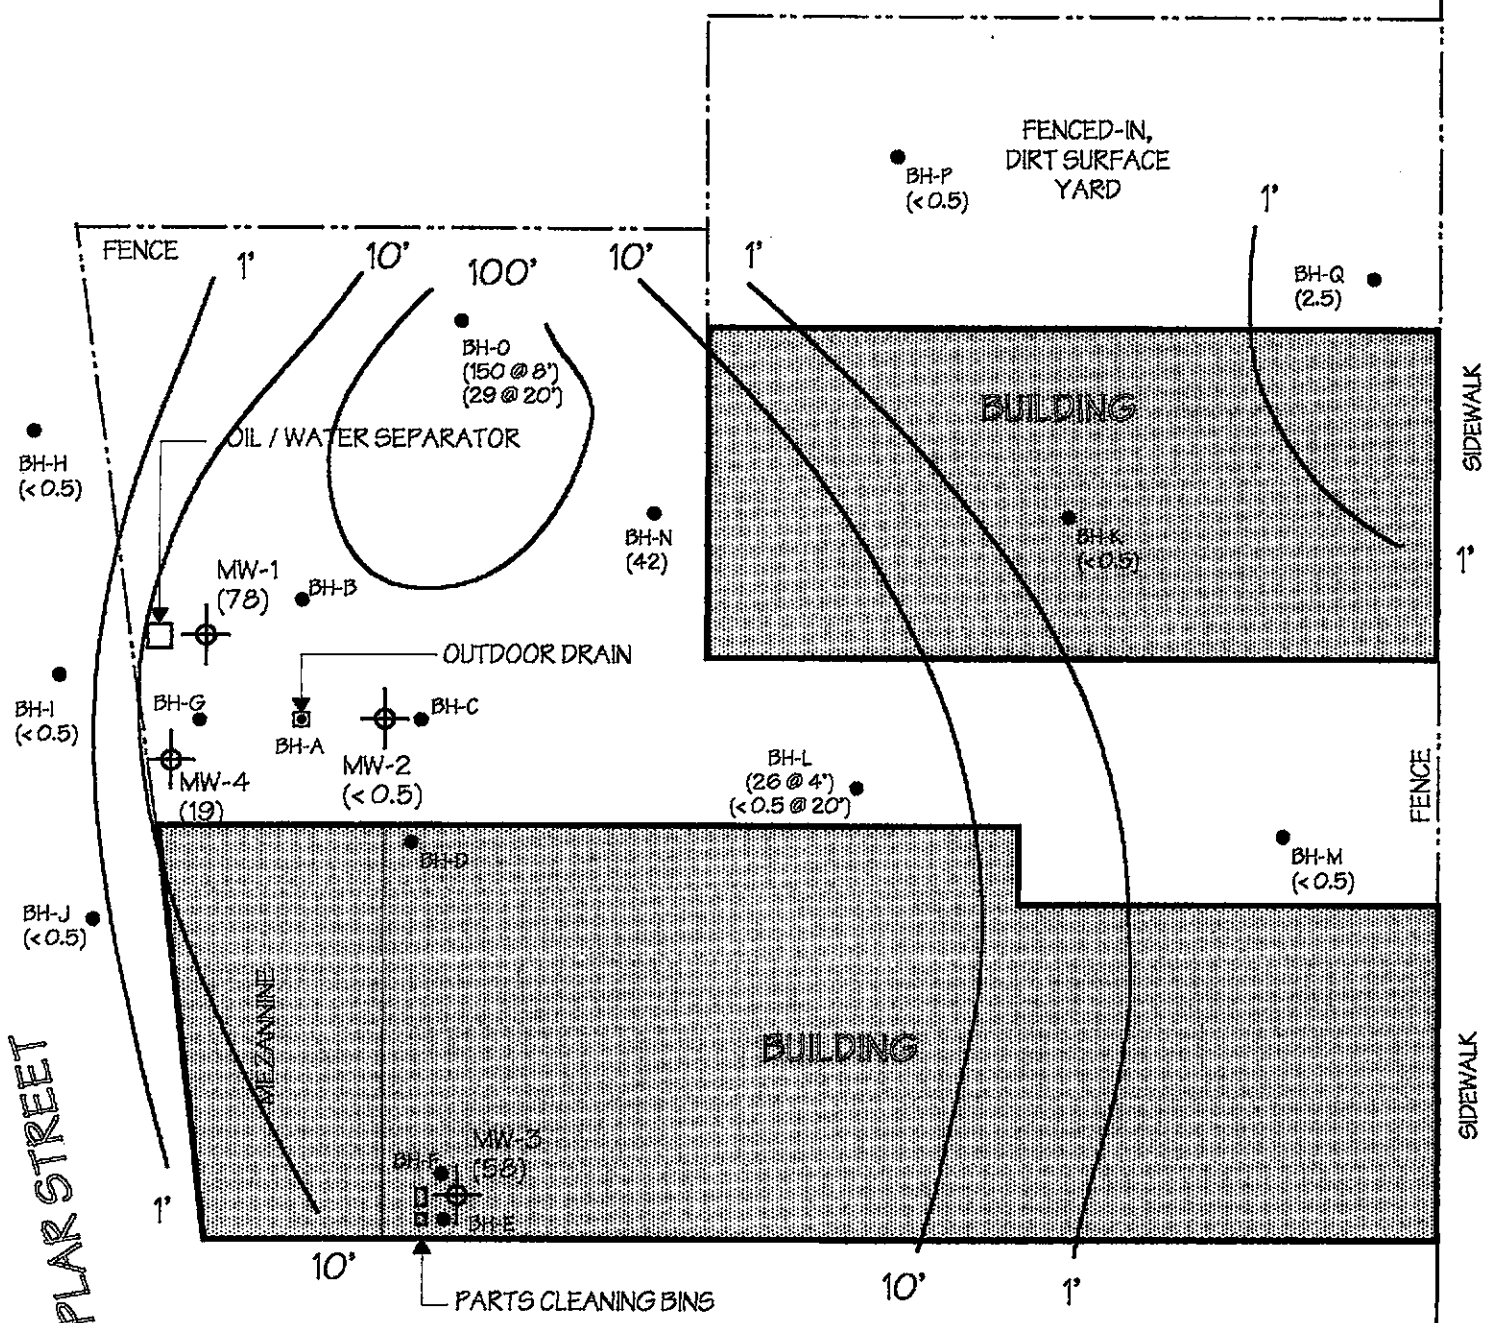 FENCED-IN,
DIRT SURFACE
YARD
BH-P
(<0.5)
1'
BH-Q
(2.5)
FENCE
1'
10'
100'
10'
1'
BH-O
(150 @ 8')
(29 @ 20')
BUILDING
SIDEWALK
OIL / WATER SEPARATOR
BH-H
(<0.5)
BH-N
(42)
BH-K
(<0.5)
1'
MW-1
(78)
BH-B
OUTDOOR DRAIN
BH-I
(<0.5)
BH-G
BH-A
BH-C
MW-2
(<0.5)
MW-4
(19)
BH-L
(26 @ 4')
(<0.5 @ 20')
FENCE
BH-D
BH-M
(<0.5)
BH-J
(<0.5)
MEZANNINE
BUILDING
SIDEWALK
PLAR STREET
MW-3
(58)
BH-F
BH-E
1'
10'
10'
1'
PARTS CLEANING BINS